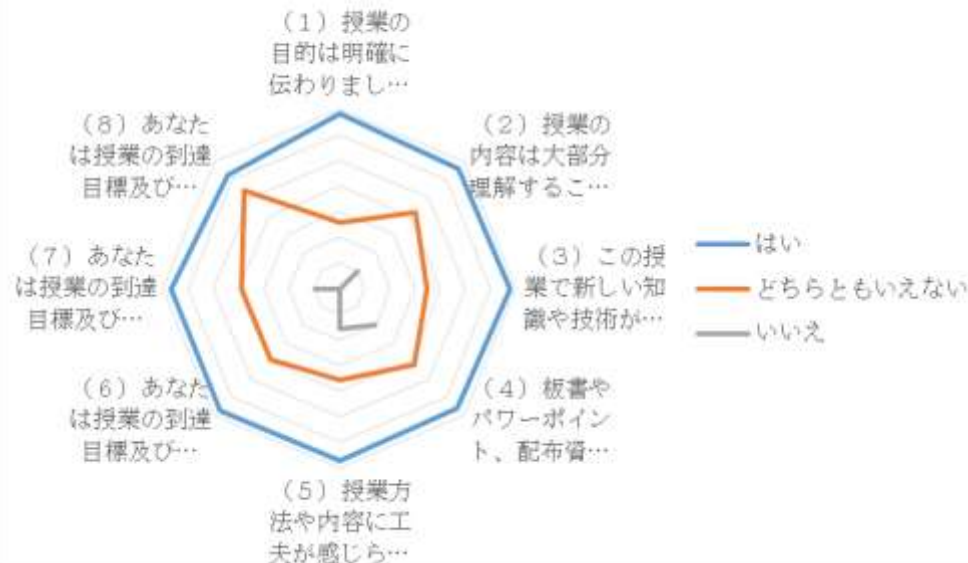 （１）授業の
目的は明確に
伝わりまし…
（２）授業の
内容は大部分
理解するこ…
（３）この授
業で新しい知
識や技術が…
（４）板書や
パワーポイン
ト、配布資…
（５）授業方
法や内容に工
夫が感じら…
（６）あなた
は授業の到達
目標及び…
（７）あなた
は授業の到達
目標及び…
（８）あなた
は授業の到達
目標及び…
はい
どちらともいえない
いいえ